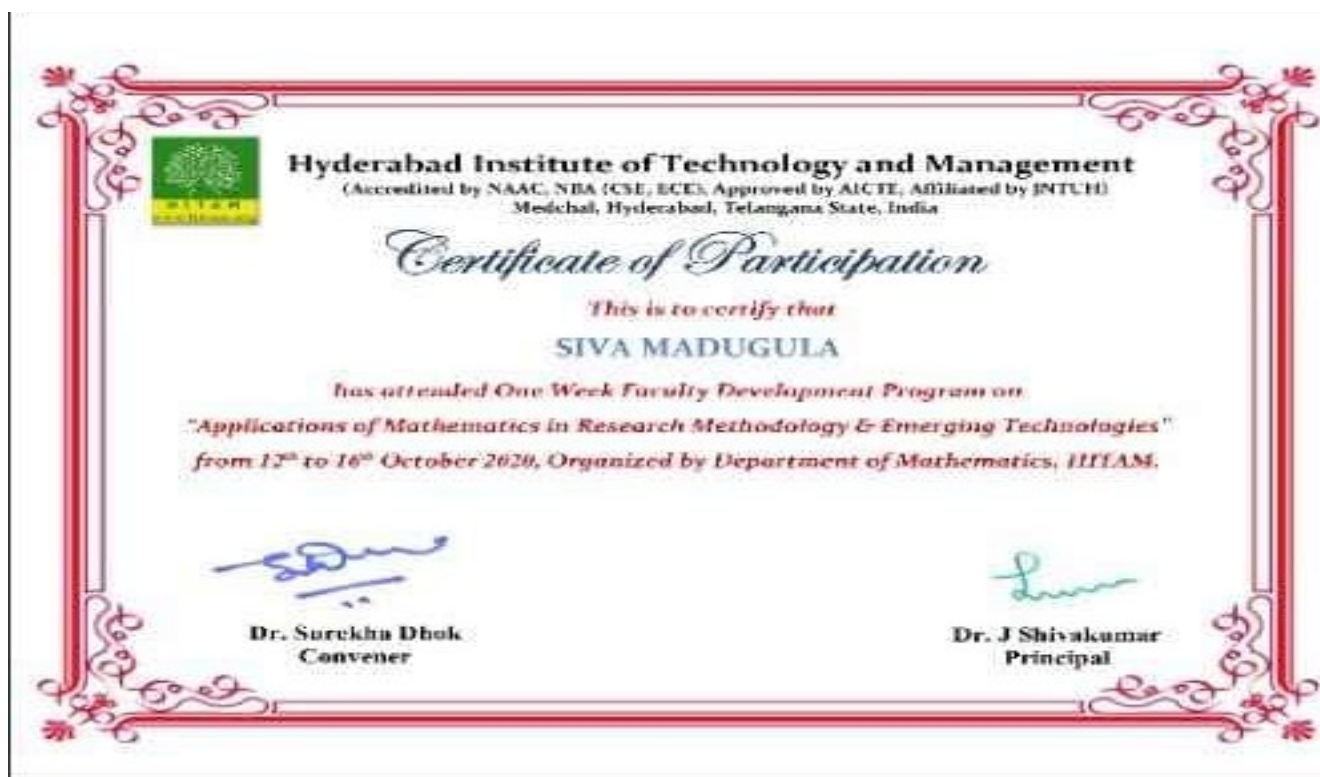 HITAM
Hyderabad Institute of Technology and Management
(Accredited by NAAC, NBA (CSE, ECE), Approved by AICTE, Affiliated by JNTUH)
Medchal, Hyderabad, Telangana State, India
Certificate of Participation
This is to certify that
SIVA MADUGULA
has attended One Week Faculty Development Program on
"Applications of Mathematics in Research Methodology & Emerging Technologies"
from 12th to 16th October 2020, Organized by Department of Mathematics, HITAM.
Dr. Surekha Dhok
Convener
Dr. J Shivakumar
Principal